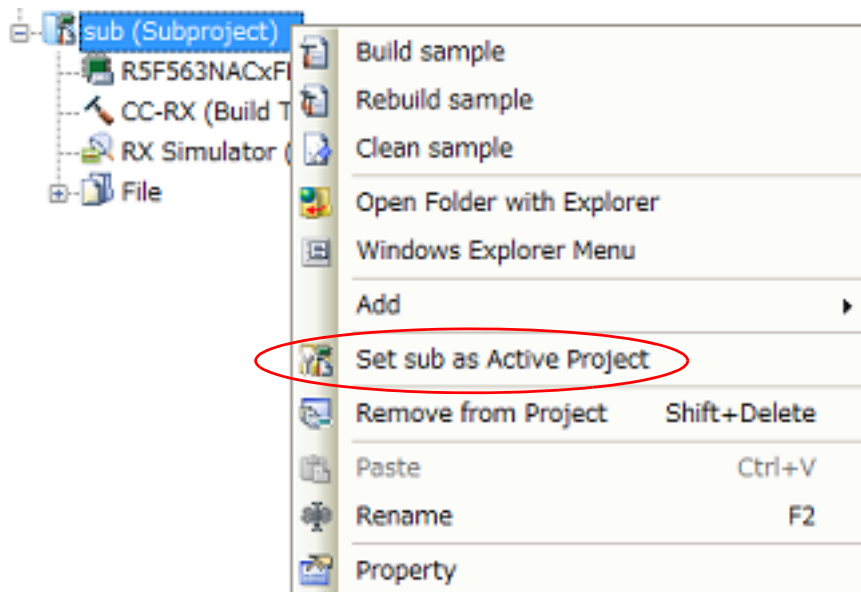 sub (Subproject)
R5F563NACxF
CC-RX (Build T
RX Simulator (
File
Build sample
Rebuild sample
Clean sample
Open Folder with Explorer
Windows Explorer Menu
Add
Set sub as Active Project
Remove from Project Shift+Delete
Paste Ctrl+V
Rename F2
Property